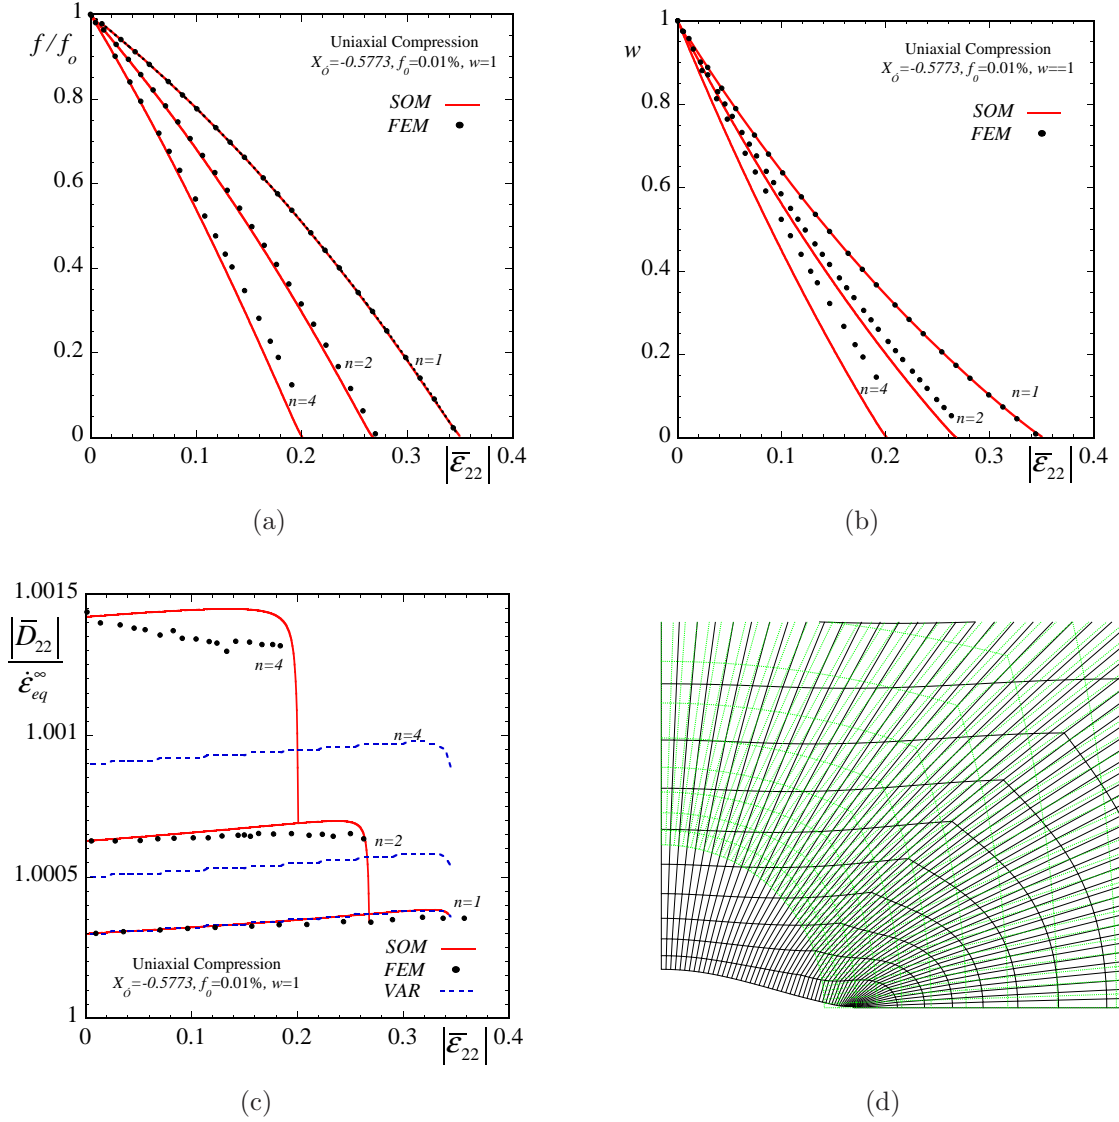 1
0.8
0.6
0.4
0.2
0
f/f_o
Uniaxial Compression
X_Ó=-0.5773, f_0=0.01%, w=1
SOM
FEM
n=1
n=2
n=4
0 0.1 0.2 0.3 0.4
|ε̅_22|
(a)
1
0.8
0.6
0.4
0.2
0
w
Uniaxial Compression
X_Ó=-0.5773, f_0=0.01%, w==1
SOM
FEM
n=1
n=4
n=2
0 0.1 0.2 0.3 0.4
|ε̅_22|
(b)
1.0015
1.001
1.0005
1
|D̅_22|
ε̇_eq^∞
n=4
n=4
n=2
n=1
Uniaxial Compression
X_Ó=-0.5773, f_0=0.01%, w=1
SOM
FEM
VAR
0 0.1 0.2 0.3 0.4
|ε̅_22|
(c)
(d)